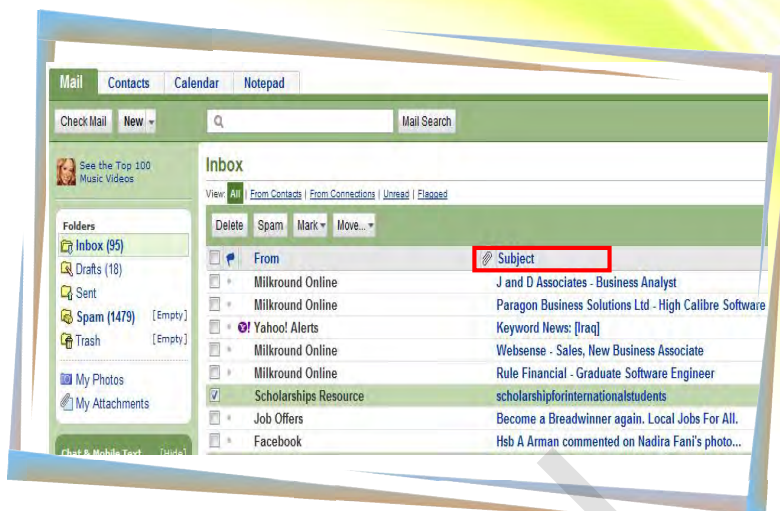 Mail Contacts Calendar Notepad
Check Mail New Mail Search
See the Top 100
Music Videos
Inbox
View: All | From Contacts | From Connections | Unread | Flagged
Delete Spam Mark Move...
Folders
Inbox (95)
Drafts (18)
Sent
Spam (1479) [Empty]
Trash [Empty]
My Photos
My Attachments
Chat & Mobile Text [Hide]
From Subject
Milkround Online J and D Associates - Business Analyst
Milkround Online Paragon Business Solutions Ltd - High Calibre Software
Yahoo! Alerts Keyword News: [Iraq]
Milkround Online Websense - Sales, New Business Associate
Milkround Online Rule Financial - Graduate Software Engineer
Scholarships Resource scholarshipforinternationalstudents
Job Offers Become a Breadwinner again. Local Jobs For All.
Facebook Hsb A Arman commented on Nadira Fani's photo...